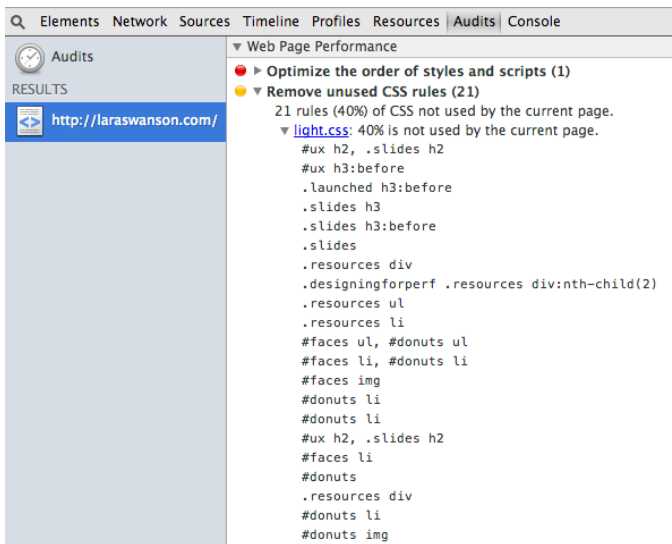 Elements Network Sources Timeline Profiles Resources Audits Console
Audits
RESULTS
http://laraswanson.com/
Web Page Performance
Optimize the order of styles and scripts (1)
Remove unused CSS rules (21)
21 rules (40%) of CSS not used by the current page.
light.css: 40% is not used by the current page.
#ux h2, .slides h2
#ux h3:before
.launched h3:before
.slides h3
.slides h3:before
.slides
.resources div
.designingforperf .resources div:nth-child(2)
.resources ul
.resources li
#faces ul, #donuts ul
#faces li, #donuts li
#faces img
#donuts li
#donuts li
#ux h2, .slides h2
#faces li
#donuts
.resources div
#donuts li
#donuts img